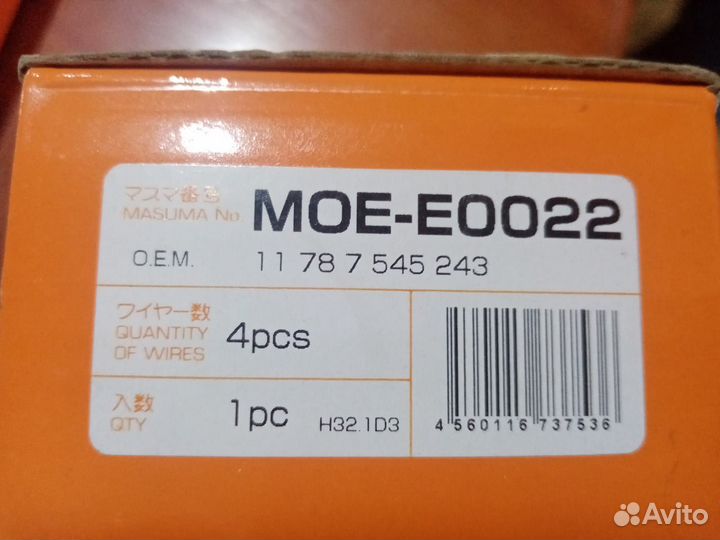 マスマ番号
MASUMA No. MOE-E0022
O.E.M. 11 78 7 545 243
ワイヤー数
QUANTITY OF WIRES 4pcs
入数
QTY 1pc H32.1D3
4 560116 737536
Avito